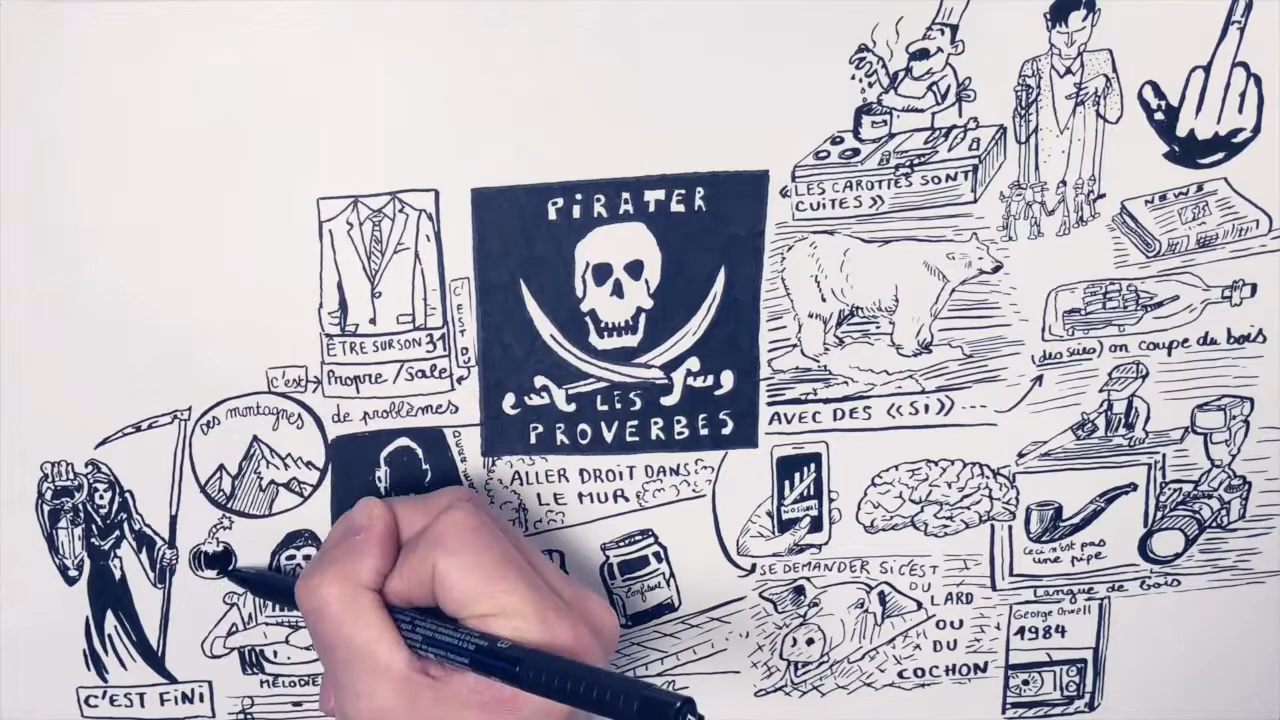 PiRATER
LES
PROVERBES
« LES CAROTTES SONT
CUITES »
NEWS
(des scies) on coupe du bois
AVEC DES «Si»...
ÊTRE SUR SON 31
C'EST DU
C'est
Propre/Sale
de problèmes
Des montagnes
ALLER DROiT DANS
LE MUR
NO SIGNAL
Confiture
Ceci n'est pas
une pipe
Langue de bois
SE DEMANDER Si C'EST
DU
LARD
OU
DU
COCHON
George Orwell
1984
C'EST FiNi
MÉLODiE